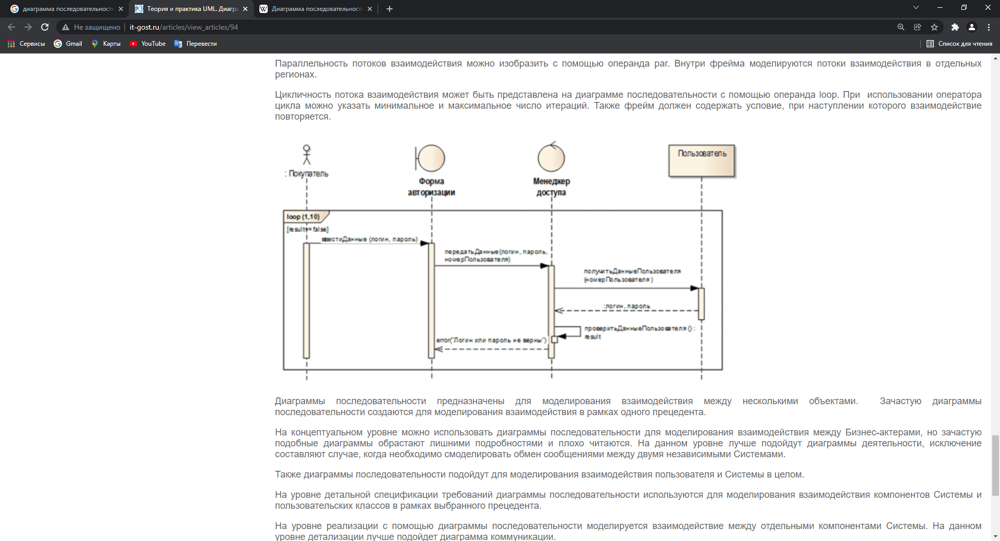 диаграмма последовательносте
Теория и практика UML. Диагра
Диаграмма последовательност
Не защищено
it-gost.ru/articles/view_articles/94
Сервисы
Gmail
Карты
YouTube
Перевести
Список для чтения
Параллельность потоков взаимодействия можно изобразить с помощью операнда par. Внутри фрейма моделируются потоки взаимодействия в отдельных
регионах.
Цикличность потока взаимодействия может быть представлена на диаграмме последовательности с помощью операнда loop. При использовании оператора
цикла можно указать минимальное и максимальное число итераций. Также фрейм должен содержать условие, при наступлении которого взаимодействие
повторяется.
: Покупатель
Форма
авторизации
Менеджер
доступа
Пользователь
loop (1,10)
[result== false]
ввестиДанные (логин, пароль)
передатьДанные(логин, пароль,
номерПользователя)
получитьДанныеПользователя
(номерПользователя )
:логин, пароль
проверитьДанныеПользователя () :
result
error("Логин или пароль не верны")
Диаграммы последовательности предназначены для моделирования взаимодействия между несколькими объектами. Зачастую диаграммы
последовательности создаются для моделирования взаимодействия в рамках одного прецедента.
На концептуальном уровне можно использовать диаграммы последовательности для моделирования взаимодействия между Бизнес-актерами, но зачастую
подобные диаграммы обрастают лишними подробностями и плохо читаются. На данном уровне лучше подойдут диаграммы деятельности, исключение
составляют случае, когда необходимо смоделировать обмен сообщениями между двумя независимыми Системами.
Также диаграммы последовательности подойдут для моделирования взаимодействия пользователя и Системы в целом.
На уровне детальной спецификации требований диаграммы последовательности используются для моделирования взаимодействия компонентов Системы и
пользовательских классов в рамках выбранного прецедента.
На уровне реализации с помощью диаграммы последовательности моделируется взаимодействие между отдельными компонентами Системы. На данном
уровне детализации лучше подойдет диаграмма коммуникации.